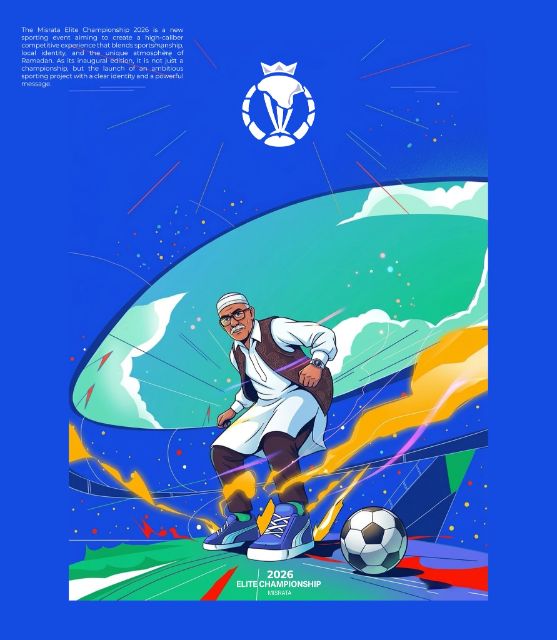 The Misrata Elite Championship 2026 is a new
sporting event aiming to create a high-caliber
competitive experience that blends sportsmanship,
local identity, and the unique atmosphere of
Ramadan. As its inaugural edition, it is not just a
championship, but the launch of an ambitious
sporting project with a clear identity and a powerful
message.
2026
ELITE CHAMPIONSHIP
MISRATA